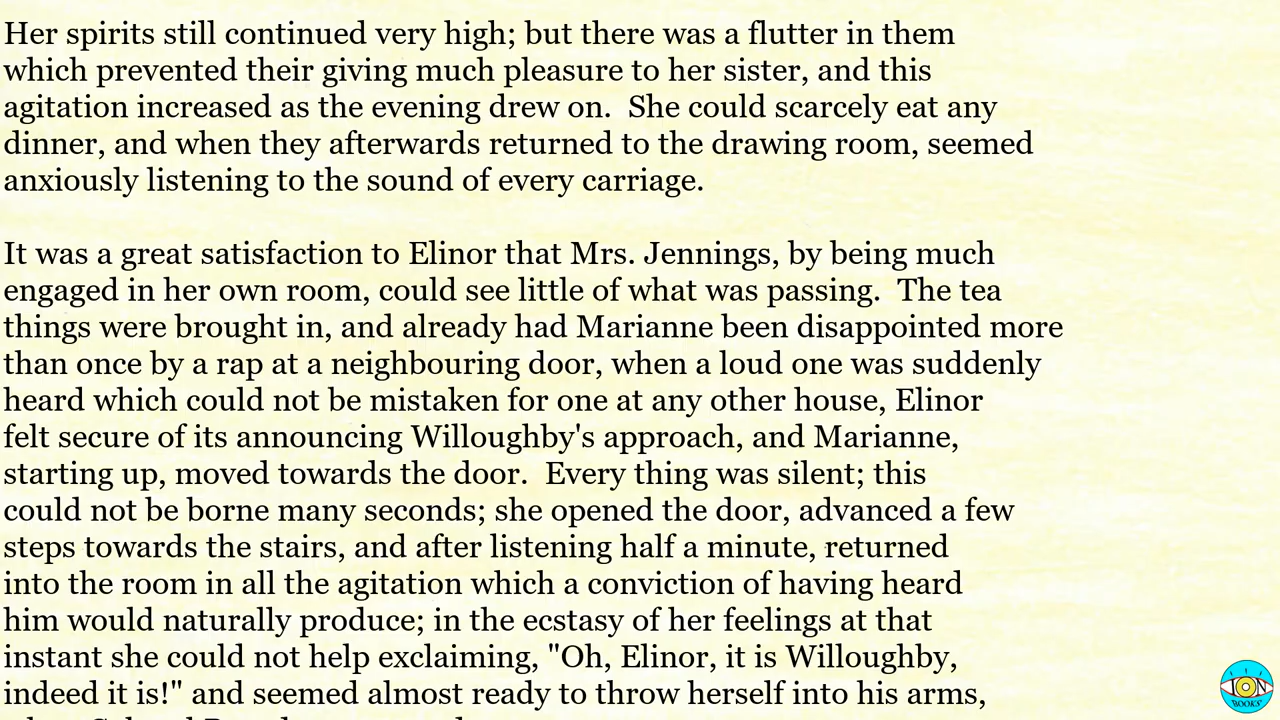 Her spirits still continued very high; but there was a flutter in them
which prevented their giving much pleasure to her sister, and this
agitation increased as the evening drew on.  She could scarcely eat any
dinner, and when they afterwards returned to the drawing room, seemed
anxiously listening to the sound of every carriage.

It was a great satisfaction to Elinor that Mrs. Jennings, by being much
engaged in her own room, could see little of what was passing.  The tea
things were brought in, and already had Marianne been disappointed more
than once by a rap at a neighbouring door, when a loud one was suddenly
heard which could not be mistaken for one at any other house, Elinor
felt secure of its announcing Willoughby's approach, and Marianne,
starting up, moved towards the door.  Every thing was silent; this
could not be borne many seconds; she opened the door, advanced a few
steps towards the stairs, and after listening half a minute, returned
into the room in all the agitation which a conviction of having heard
him would naturally produce; in the ecstasy of her feelings at that
instant she could not help exclaiming, "Oh, Elinor, it is Willoughby,
indeed it is!" and seemed almost ready to throw herself into his arms,
ION
BOOKS